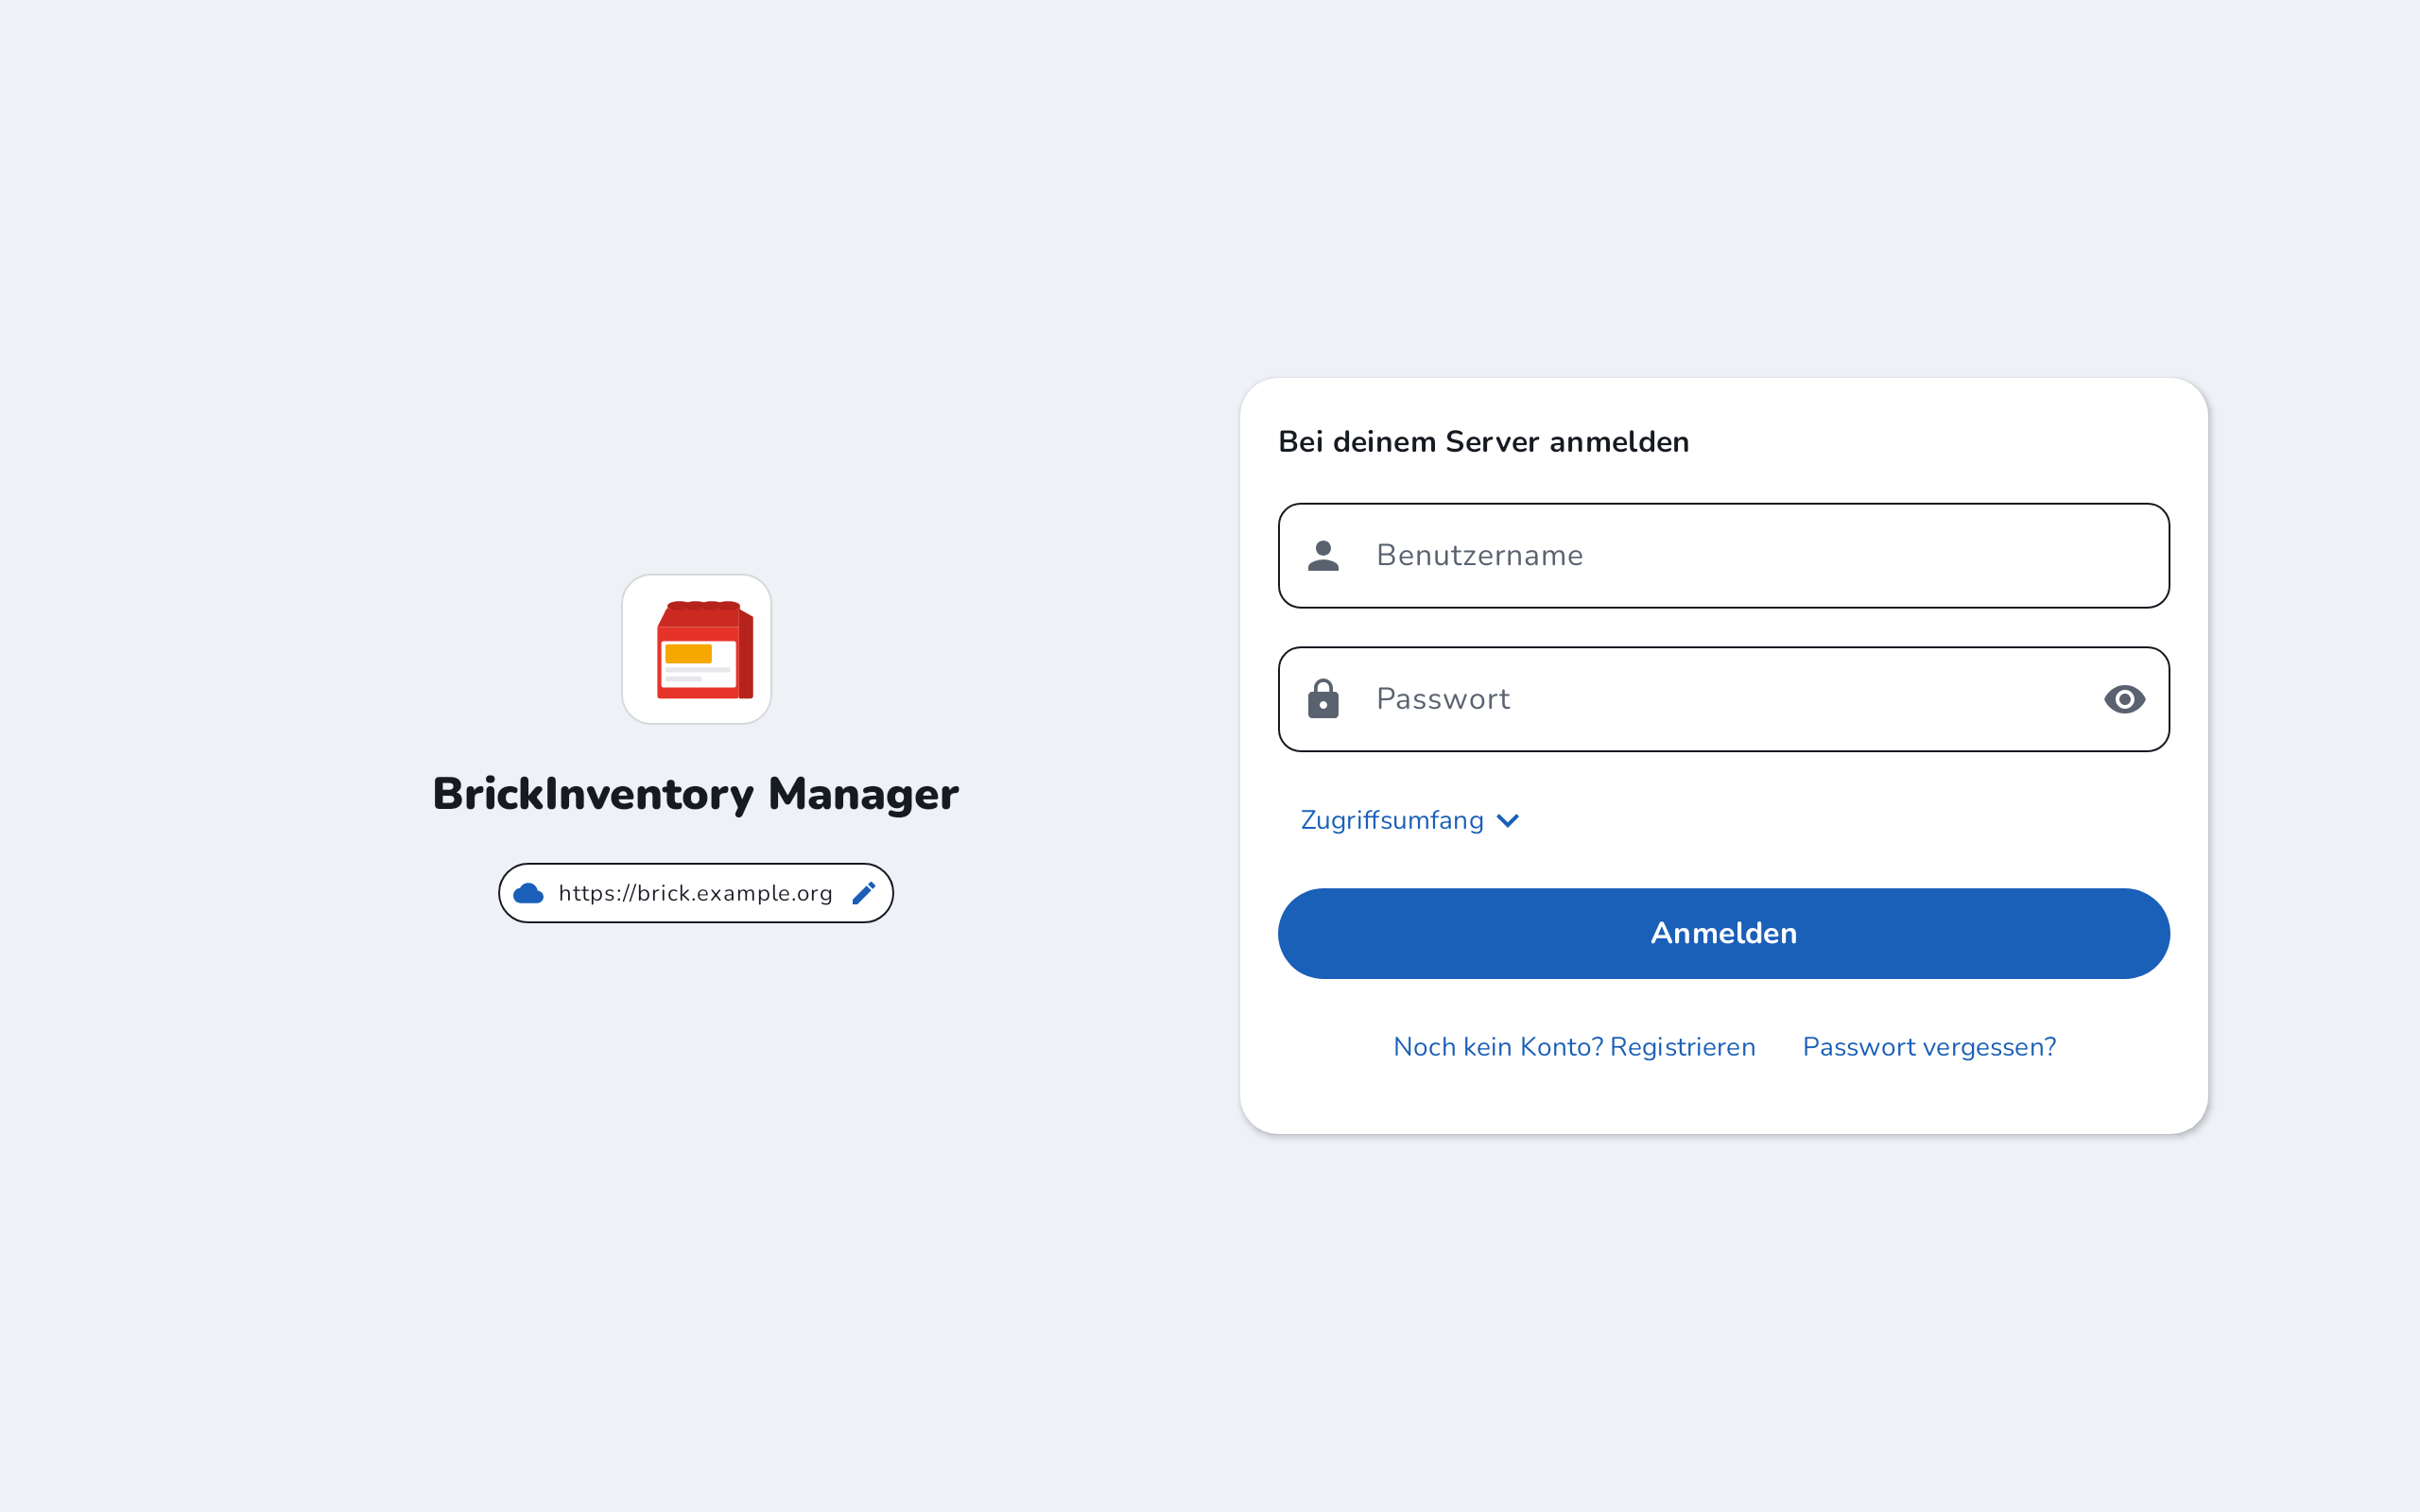 BrickInventory Manager
https://brick.example.org
Bei deinem Server anmelden
Benutzername
Passwort
Zugriffsumfang
Anmelden
Noch kein Konto? Registrieren
Passwort vergessen?